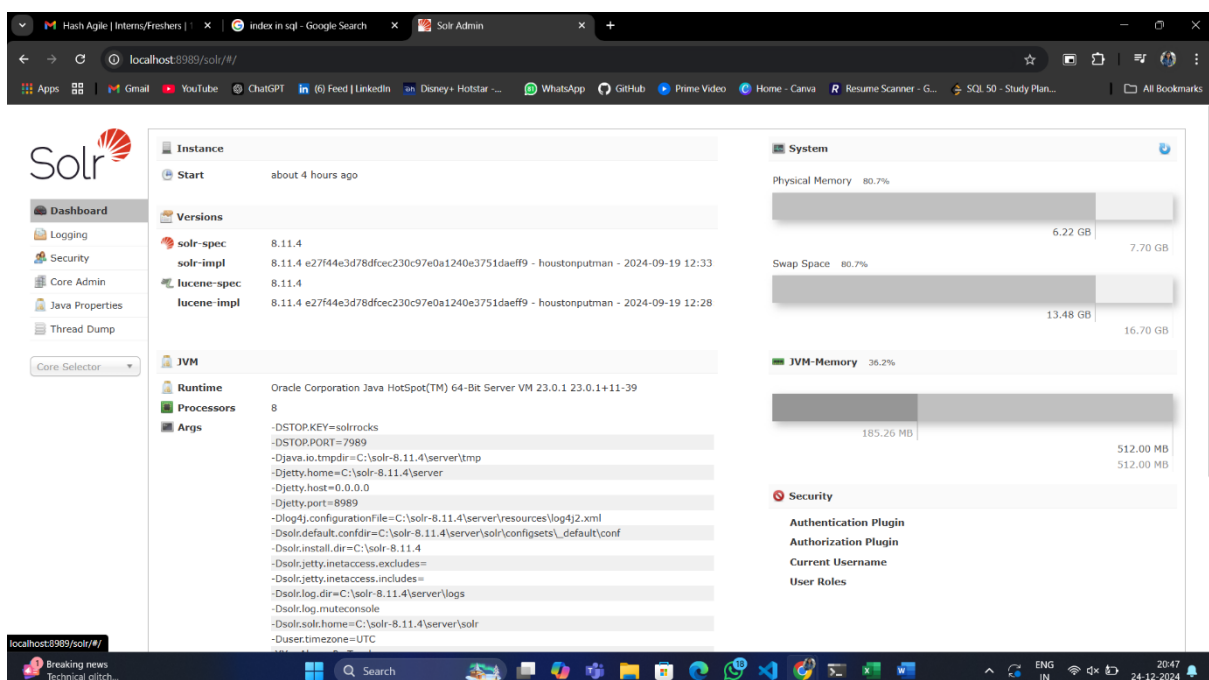 Hash Agile | Interns/Freshers | 1
index in sql - Google Search
Solr Admin
localhost:8989/solr/#/
Apps
Gmail
YouTube
ChatGPT
(6) Feed | LinkedIn
Disney+ Hotstar -...
WhatsApp
GitHub
Prime Video
Home - Canva
Resume Scanner - G...
SQL 50 - Study Plan...
All Bookmarks
Solr
Dashboard
Logging
Security
Core Admin
Java Properties
Thread Dump
Core Selector
Instance
Start about 4 hours ago
Versions
solr-spec 8.11.4
solr-impl 8.11.4 e27f44e3d78dfcec230c97e0a1240e3751daeff9 - houstonputman - 2024-09-19 12:33
lucene-spec 8.11.4
lucene-impl 8.11.4 e27f44e3d78dfcec230c97e0a1240e3751daeff9 - houstonputman - 2024-09-19 12:28
JVM
Runtime Oracle Corporation Java HotSpot(TM) 64-Bit Server VM 23.0.1 23.0.1+11-39
Processors 8
Args -DSTOP.KEY=solrrocks
-DSTOP.PORT=7989
-Djava.io.tmpdir=C:\solr-8.11.4\server\tmp
-Djetty.home=C:\solr-8.11.4\server
-Djetty.host=0.0.0.0
-Djetty.port=8989
-Dlog4j.configurationFile=C:\solr-8.11.4\server\resources\log4j2.xml
-Dsolr.default.confdir=C:\solr-8.11.4\server\solr\configsets\_default\conf
-Dsolr.install.dir=C:\solr-8.11.4
-Dsolr.jetty.inetaccess.excludes=
-Dsolr.jetty.inetaccess.includes=
-Dsolr.log.dir=C:\solr-8.11.4\server\logs
-Dsolr.log.muteconsole
-Dsolr.solr.home=C:\solr-8.11.4\server\solr
-Duser.timezone=UTC
System
Physical Memory 80.7%
6.22 GB
7.70 GB
Swap Space 80.7%
13.48 GB
16.70 GB
JVM-Memory 36.2%
185.26 MB
512.00 MB
512.00 MB
Security
Authentication Plugin
Authorization Plugin
Current Username
User Roles
localhost:8989/solr/#/
1
Breaking news
Technical glitch...
Search
ENG
IN
20:47
24-12-2024